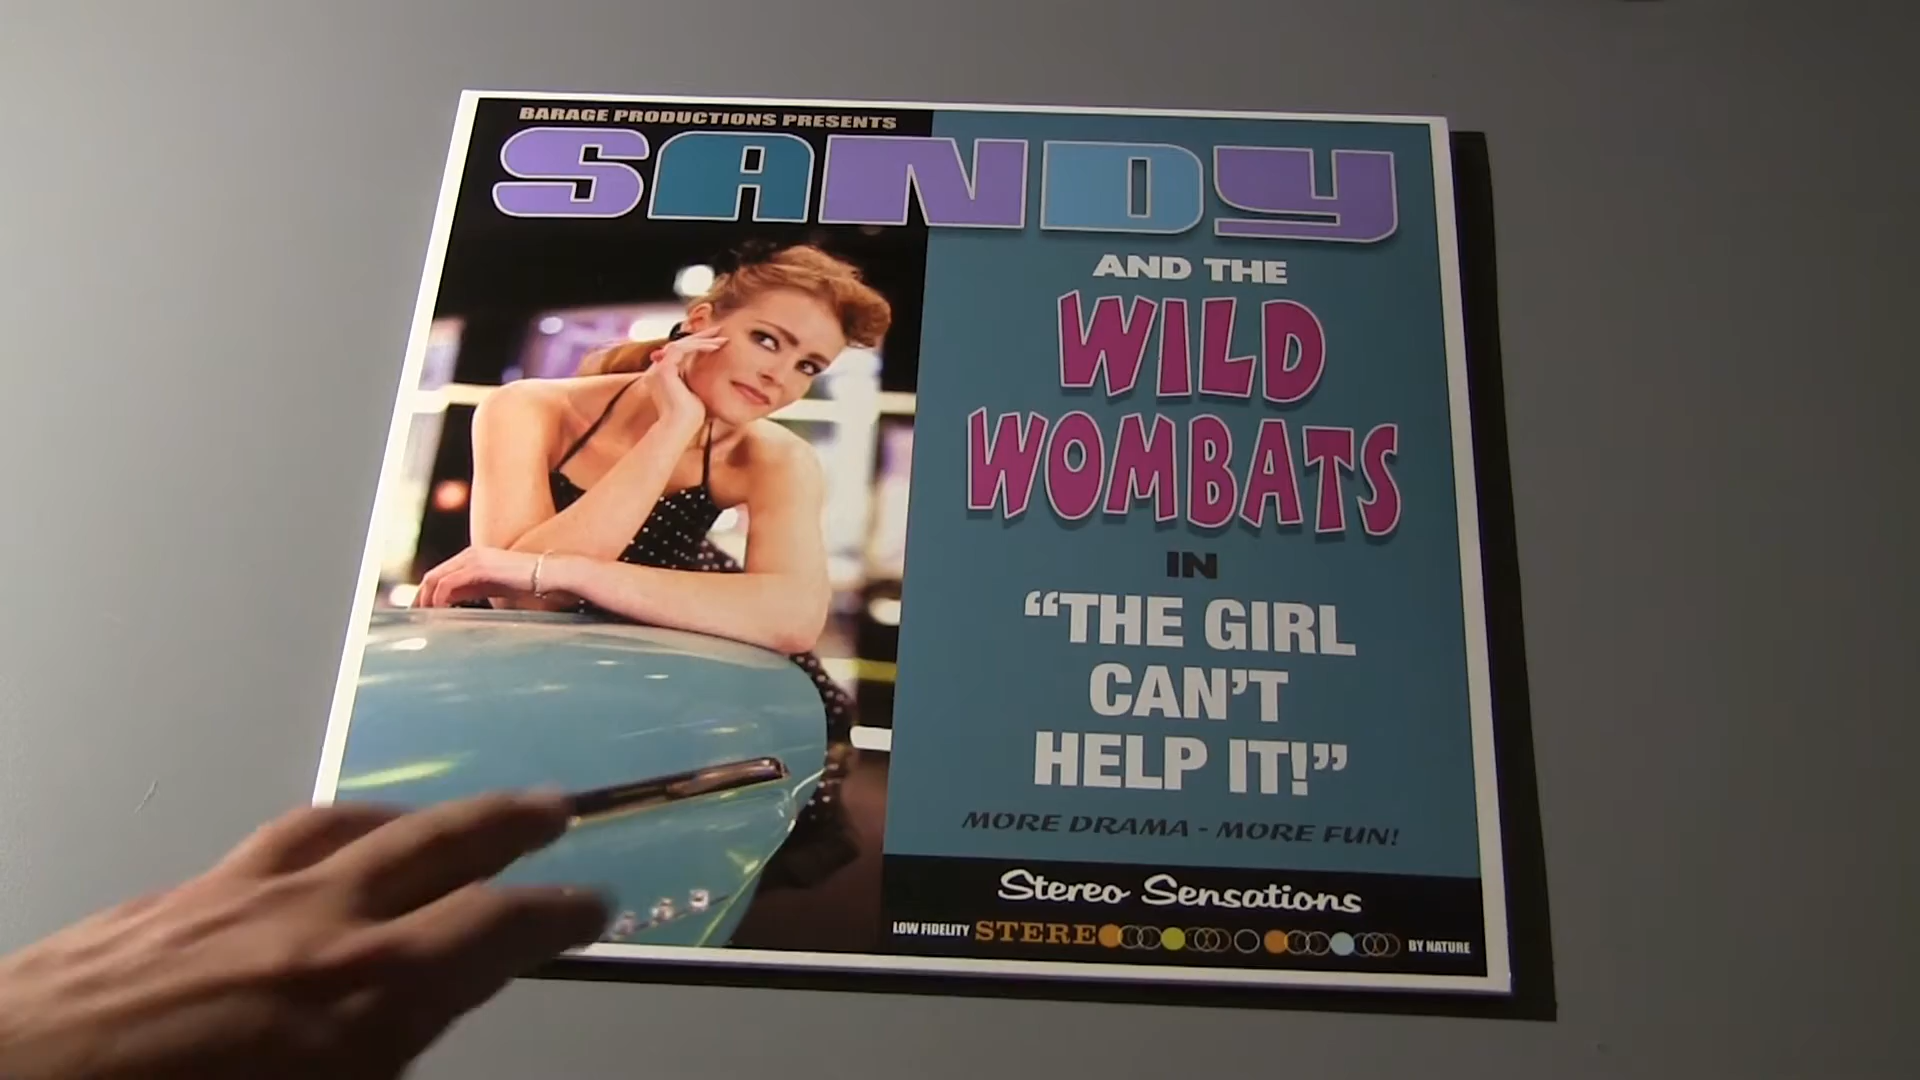 BARAGE PRODUCTIONS PRESENTS
SANDY
AND THE
WILD
WOMBATS
IN
“THE GIRL
CAN’T
HELP IT!”
MORE DRAMA - MORE FUN!
Stereo Sensations
LOW FIDELITY STEREO BY NATURE